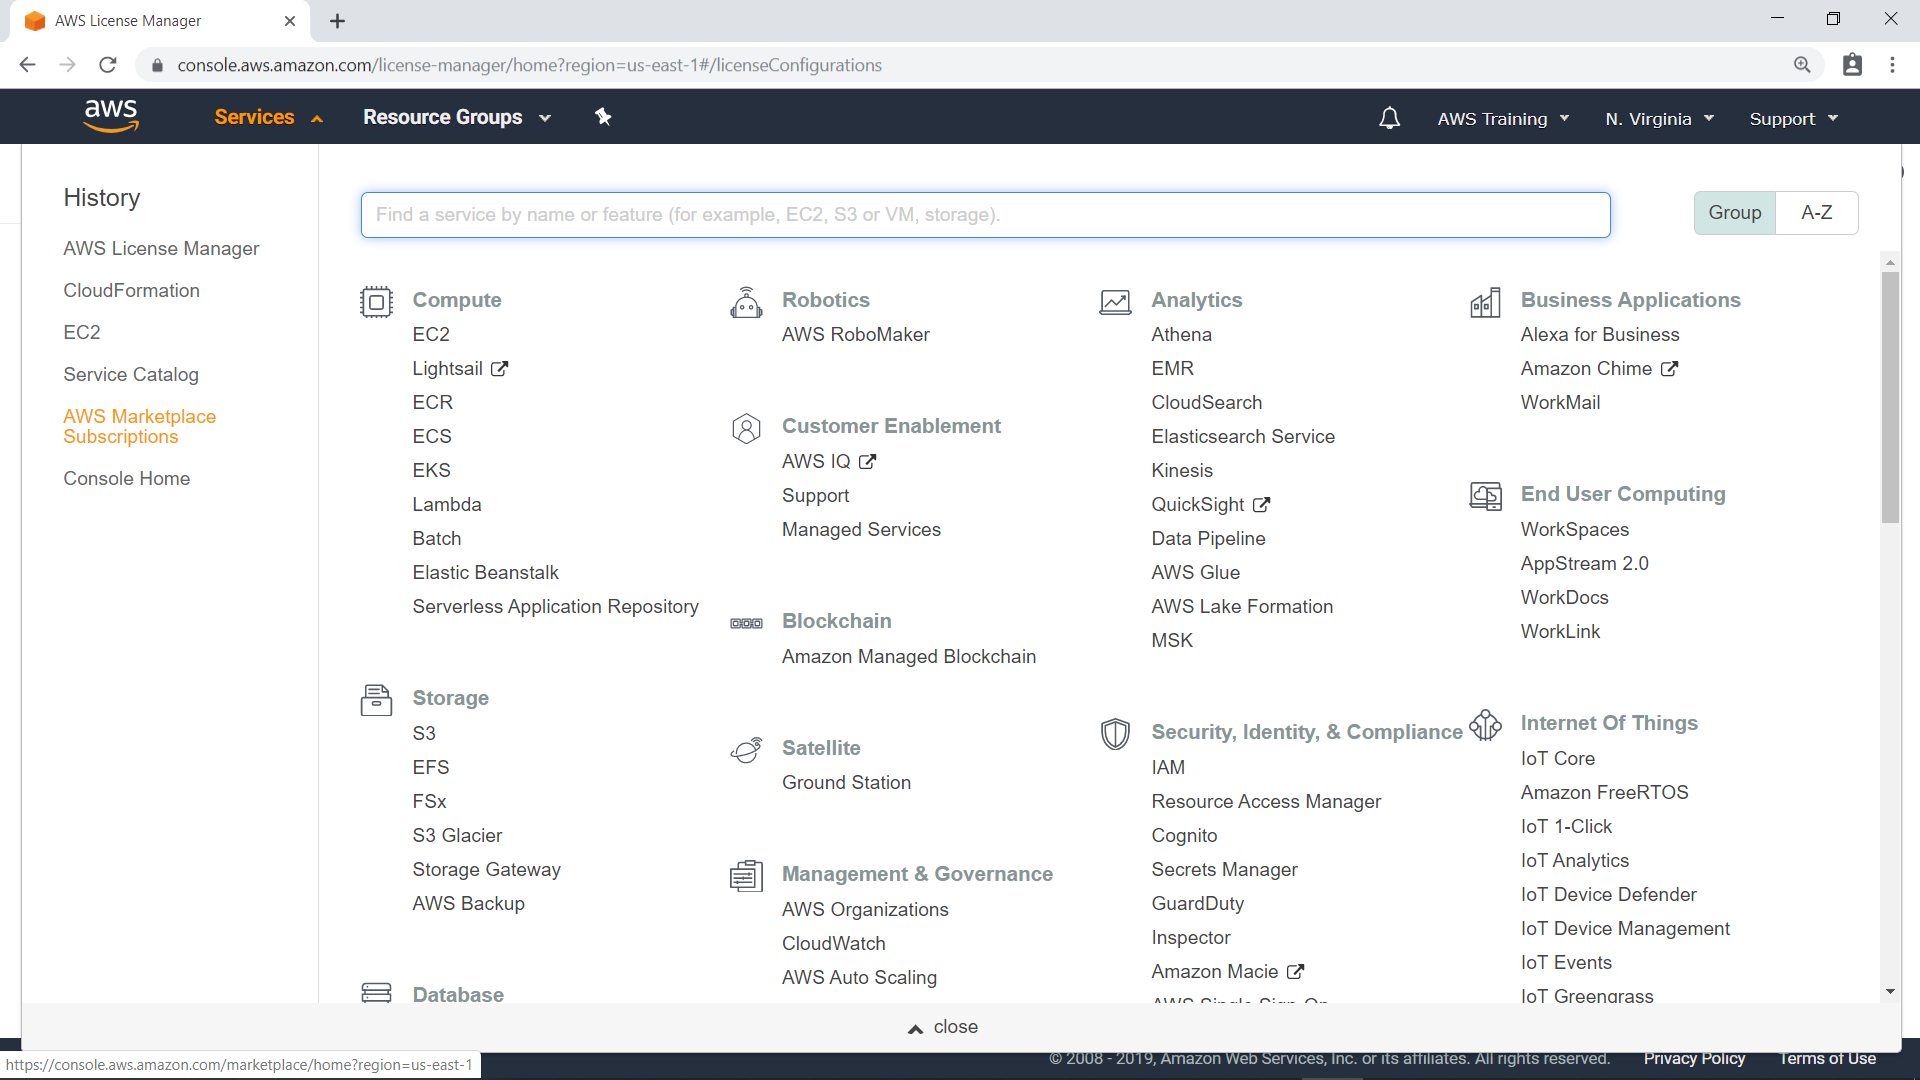 AWS License Manager
console.aws.amazon.com/license-manager/home?region=us-east-1#/licenseConfigurations
aws
Services
Resource Groups
AWS Training
N. Virginia
Support
History
AWS License Manager
CloudFormation
EC2
Service Catalog
AWS Marketplace
Subscriptions
Console Home
Find a service by name or feature (for example, EC2, S3 or VM, storage).
Group
A-Z
Compute
EC2
Lightsail
ECR
ECS
EKS
Lambda
Batch
Elastic Beanstalk
Serverless Application Repository
Storage
S3
EFS
FSx
S3 Glacier
Storage Gateway
AWS Backup
Database
Robotics
AWS RoboMaker
Customer Enablement
AWS IQ
Support
Managed Services
Blockchain
Amazon Managed Blockchain
Satellite
Ground Station
Management & Governance
AWS Organizations
CloudWatch
AWS Auto Scaling
Analytics
Athena
EMR
CloudSearch
Elasticsearch Service
Kinesis
QuickSight
Data Pipeline
AWS Glue
AWS Lake Formation
MSK
Security, Identity, & Compliance
IAM
Resource Access Manager
Cognito
Secrets Manager
GuardDuty
Inspector
Amazon Macie
AWS Single Sign-On
Business Applications
Alexa for Business
Amazon Chime
WorkMail
End User Computing
WorkSpaces
AppStream 2.0
WorkDocs
WorkLink
Internet Of Things
IoT Core
Amazon FreeRTOS
IoT 1-Click
IoT Analytics
IoT Device Defender
IoT Device Management
IoT Events
IoT Greengrass
close
https://console.aws.amazon.com/marketplace/home?region=us-east-1
© 2008 - 2019, Amazon Web Services, Inc. or its affiliates. All rights reserved.
Privacy Policy
Terms of Use